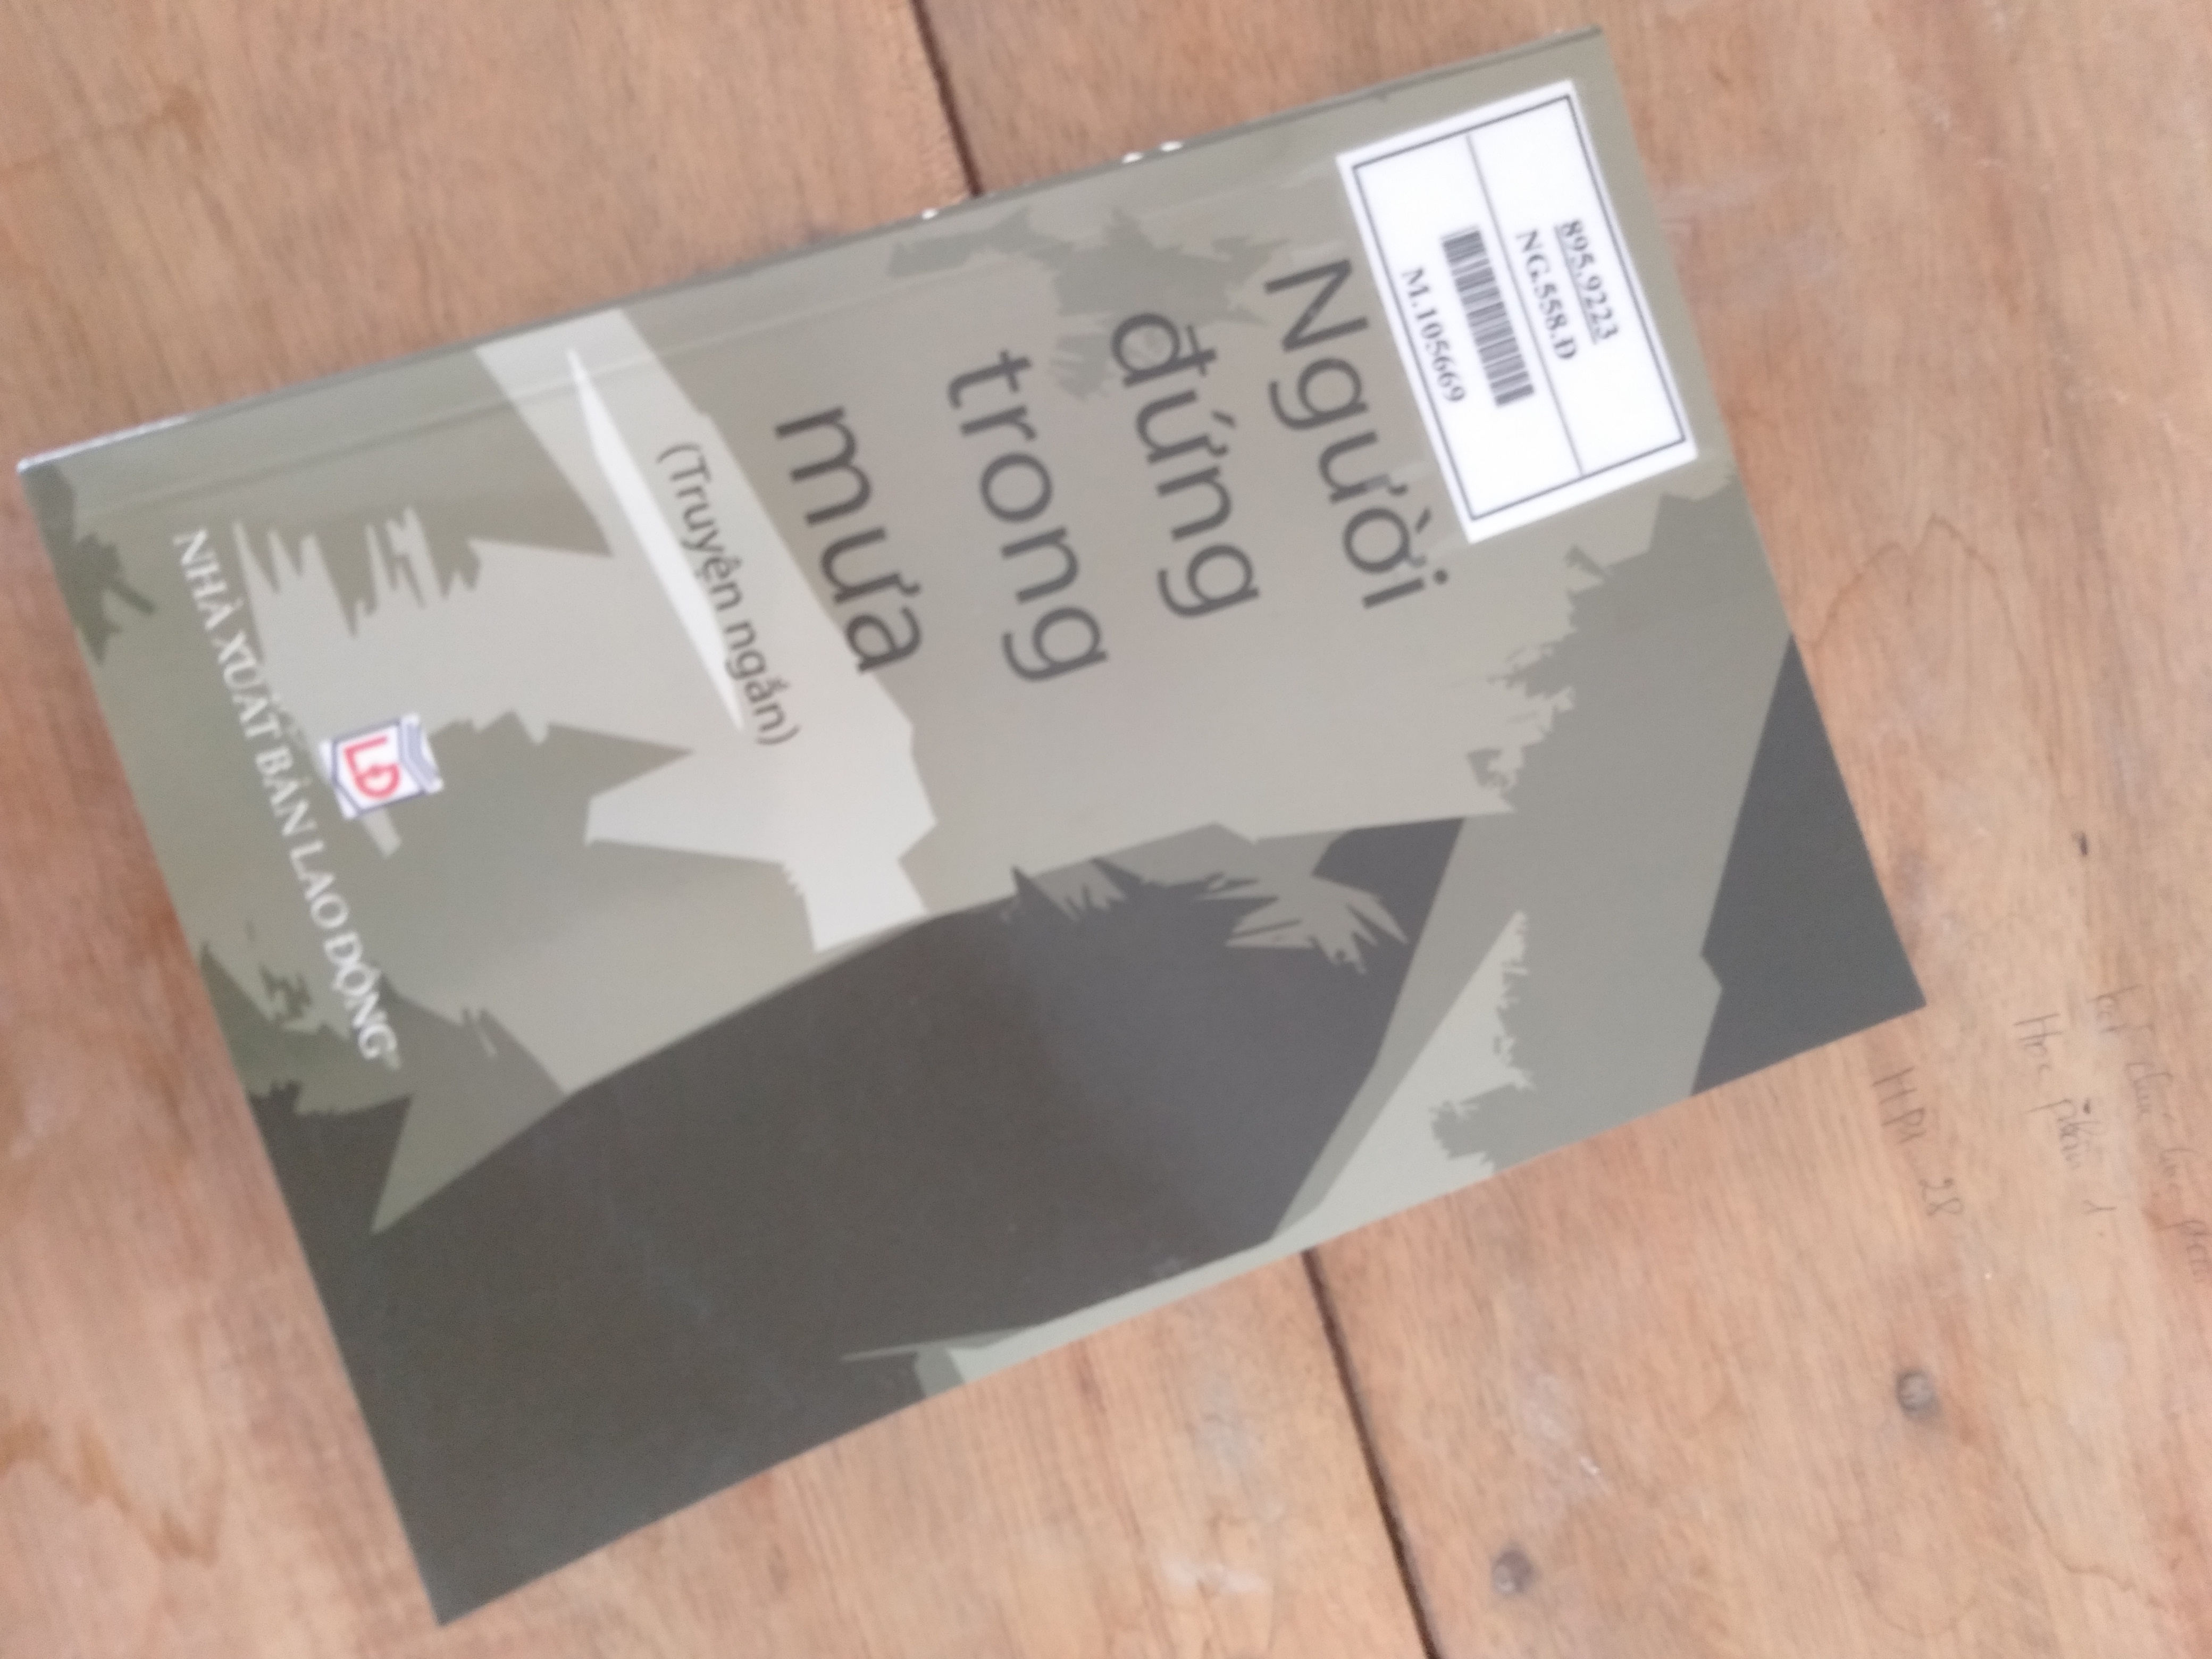 Học phần 1.
HP1 28
895.9223
NG.558.Đ
M.105669
Người
đứng
trong
mưa
(Truyện ngắn)
LĐ
NHÀ XUẤT BẢN LAO ĐỘNG